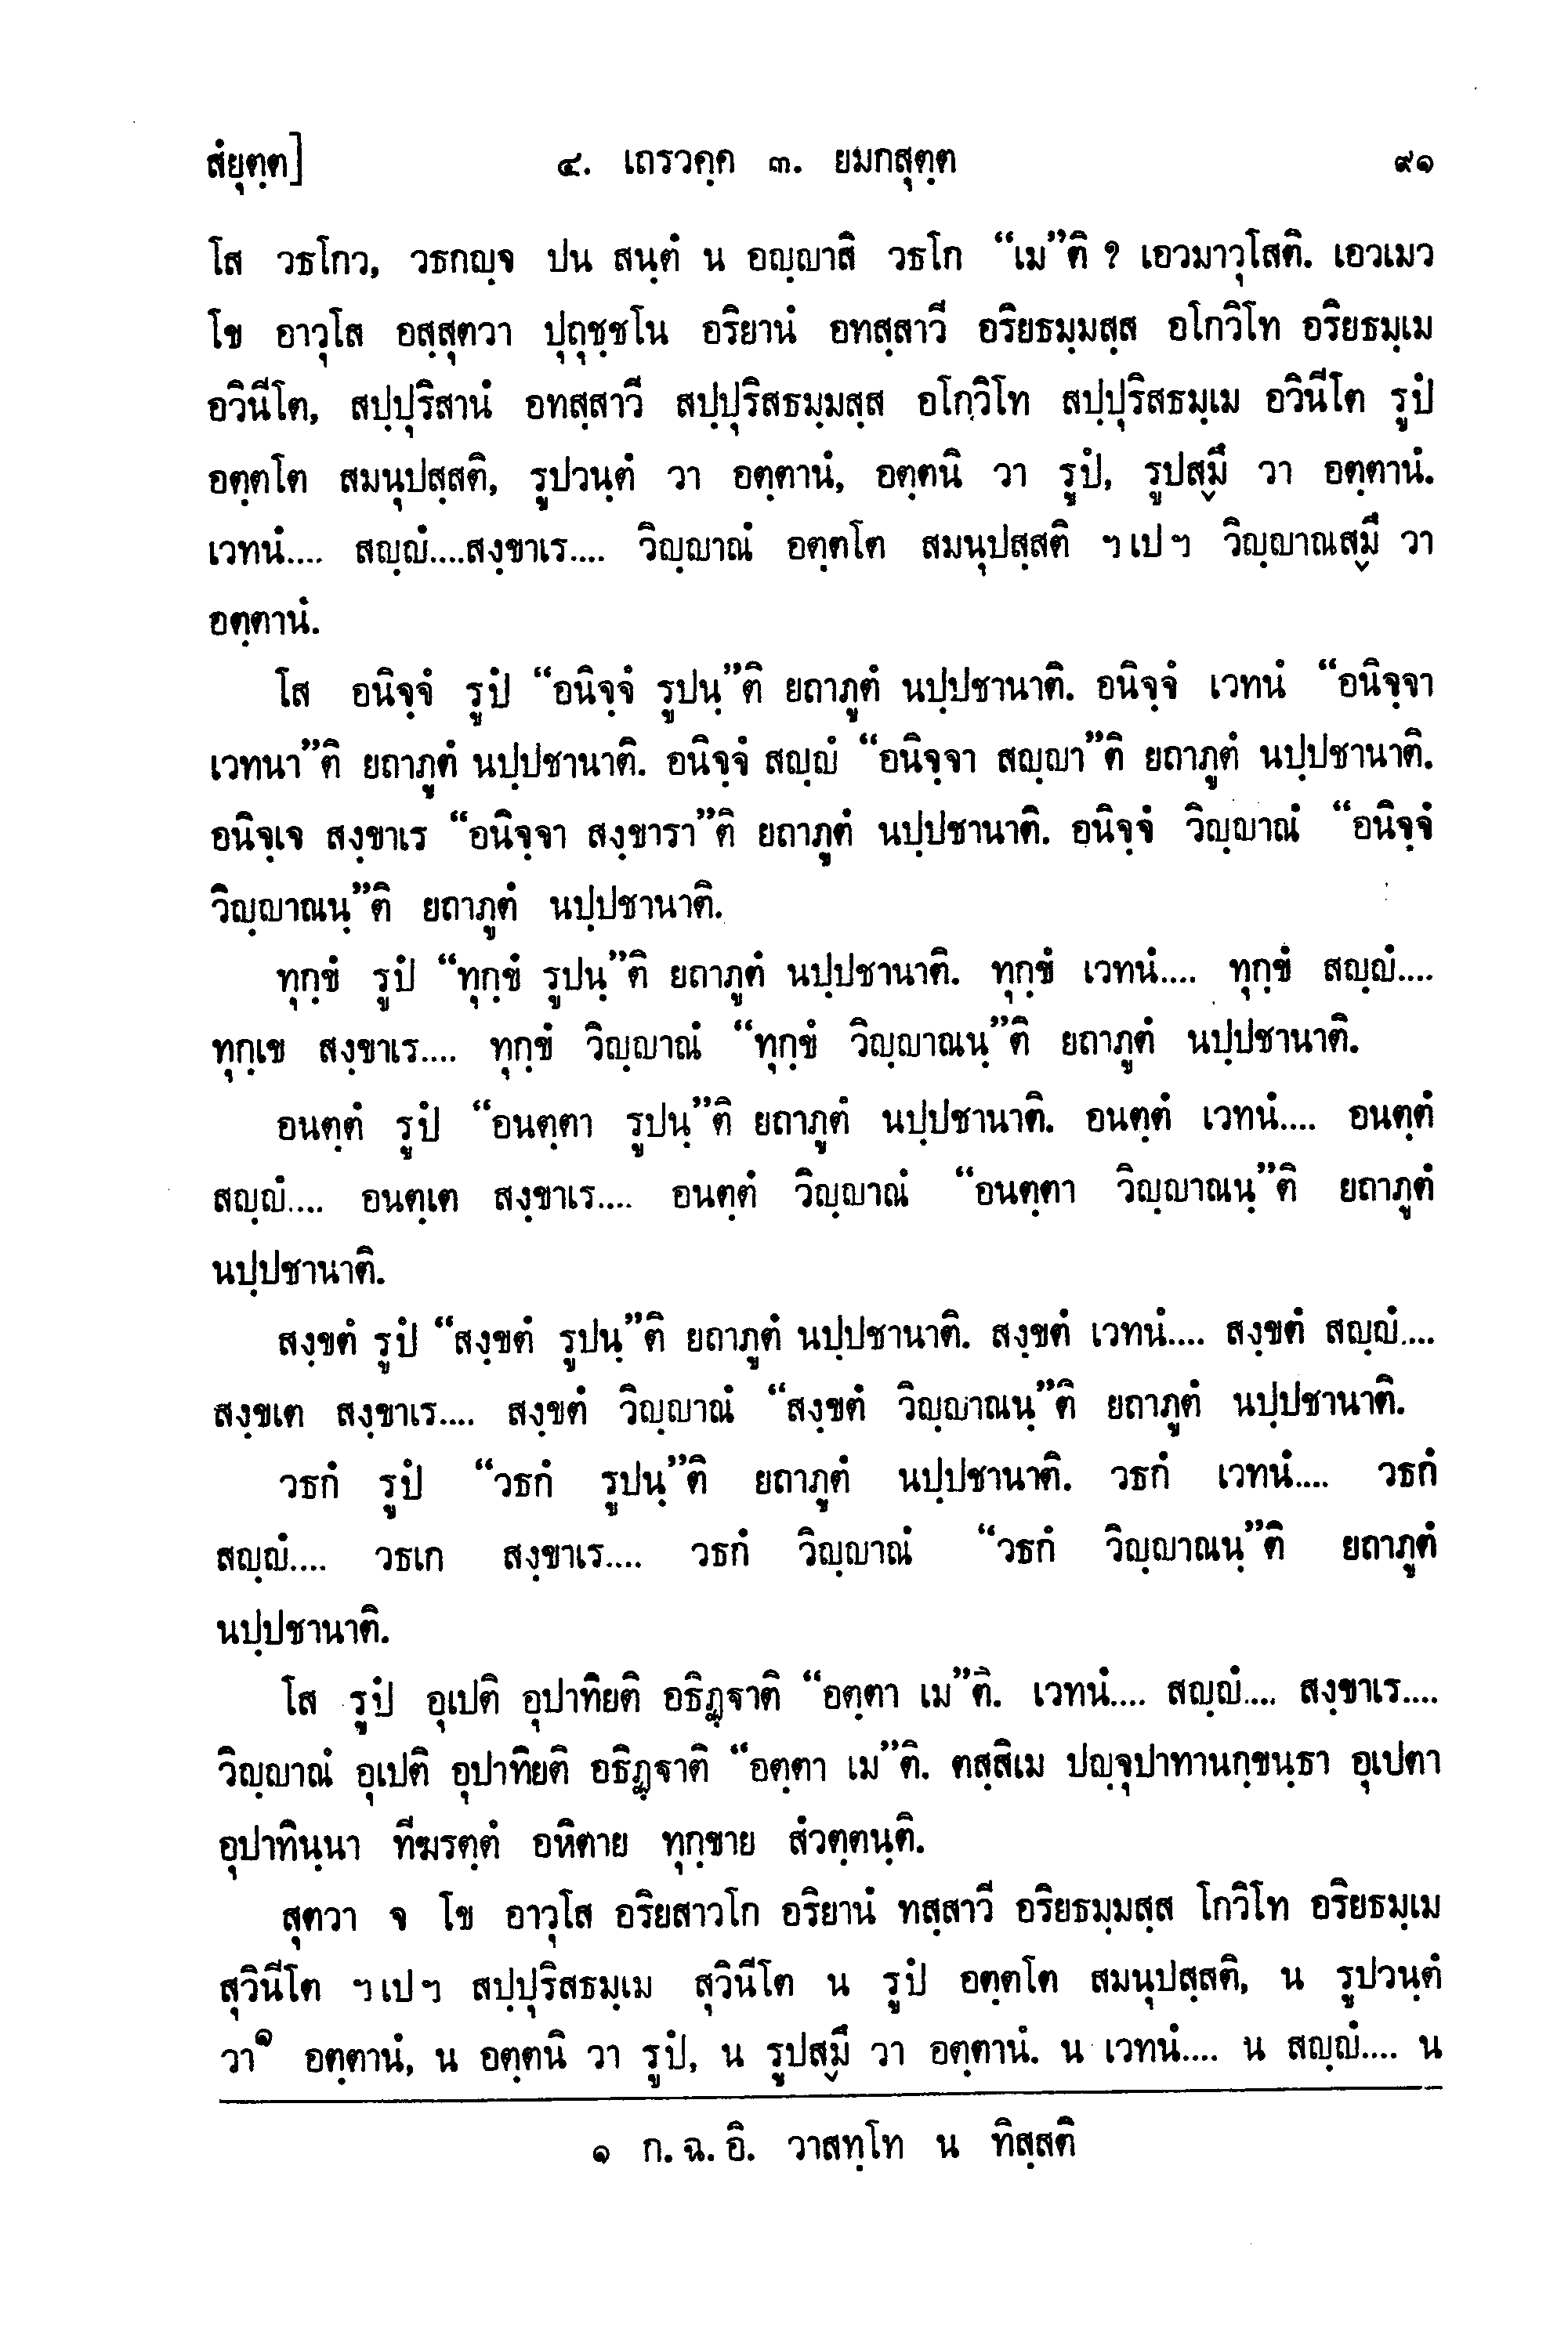 สํยุตฺต]  ๔. เถรวคฺค ๓. ยมกสุตฺต  ๙๑
โส วธโกว, วธกญฺจ ปน สนฺตํ น อญฺญาสิ วธโก “เม”ติ ? เอวมาวุโสติ. เอวเมว
โข อาวุโส อสฺสุตวา ปุถุชฺชโน อริยานํ อทสฺสาวี อริยธมฺมสฺส อโกวิโท อริยธมฺเม
อวินีโต, สปฺปุริสานํ อทสฺสาวี สปฺปุริสธมฺมสฺส อโกวิโท สปฺปุริสธมฺเม อวินีโต รูปํ
อตฺตโต สมนุปสฺสติ, รูปวนฺตํ วา อตฺตานํ, อตฺตนิ วา รูปํ, รูปสฺมึ วา อตฺตานํ.
เวทนํ.... สญฺญํ....สงฺขาเร.... วิญฺญาณํ อตฺตโต สมนุปสฺสติ ฯเปฯ วิญฺญาณสฺมึ วา
อตฺตานํ.
โส อนิจฺจํ รูปํ “อนิจฺจํ รูปนฺ”ติ ยถาภูตํ นปฺปชานาติ. อนิจฺจํ เวทนํ “อนิจฺจา
เวทนา”ติ ยถาภูตํ นปฺปชานาติ. อนิจฺจํ สญฺญํ “อนิจฺจา สญฺญา”ติ ยถาภูตํ นปฺปชานาติ.
อนิจฺเจ สงฺขาเร “อนิจฺจา สงฺขารา”ติ ยถาภูตํ นปฺปชานาติ. อนิจฺจํ วิญฺญาณํ “อนิจฺจํ
วิญฺญาณนฺ”ติ ยถาภูตํ นปฺปชานาติ.
ทุกฺขํ รูปํ “ทุกฺขํ รูปนฺ”ติ ยถาภูตํ นปฺปชานาติ. ทุกฺขํ เวทนํ.... ทุกฺขํ สญฺญํ....
ทุกฺเข สงฺขาเร.... ทุกฺขํ วิญฺญาณํ “ทุกฺขํ วิญฺญาณนฺ”ติ ยถาภูตํ นปฺปชานาติ.
อนตฺตํ รูปํ “อนตฺตา รูปนฺ”ติ ยถาภูตํ นปฺปชานาติ. อนตฺตํ เวทนํ.... อนตฺตํ
สญฺญํ.... อนตฺเต สงฺขาเร.... อนตฺตํ วิญฺญาณํ “อนตฺตา วิญฺญาณนฺ”ติ ยถาภูตํ
นปฺปชานาติ.
สงฺขตํ รูปํ “สงฺขตํ รูปนฺ”ติ ยถาภูตํ นปฺปชานาติ. สงฺขตํ เวทนํ.... สงฺขตํ สญฺญํ....
สงฺขเต สงฺขาเร.... สงฺขตํ วิญฺญาณํ “สงฺขตํ วิญฺญาณนฺ”ติ ยถาภูตํ นปฺปชานาติ.
วธกํ รูปํ “วธกํ รูปนฺ”ติ ยถาภูตํ นปฺปชานาติ. วธกํ เวทนํ.... วธกํ
สญฺญํ.... วธเก สงฺขาเร.... วธกํ วิญฺญาณํ “วธกํ วิญฺญาณนฺ”ติ ยถาภูตํ
นปฺปชานาติ.
โส รูปํ อุเปติ อุปาทิยติ อธิฏฺฐาติ “อตฺตา เม”ติ. เวทนํ.... สญฺญํ.... สงฺขาเร....
วิญฺญาณํ อุเปติ อุปาทิยติ อธิฏฺฐาติ “อตฺตา เม”ติ. ตสฺสิเม ปญฺจุปาทานกฺขนฺธา อุเปตา
อุปาทินฺนา ทีฆรตฺตํ อหิตาย ทุกฺขาย สํวตฺตนฺติ.
สุตวา จ โข อาวุโส อริยสาวโก อริยานํ ทสฺสาวี อริยธมฺมสฺส โกวิโท อริยธมฺเม
สุวินีโต ฯเปฯ สปฺปุริสธมฺเม สุวินีโต น รูปํ อตฺตโต สมนุปสฺสติ, น รูปวนฺตํ
วา๑ อตฺตานํ, น อตฺตนิ วา รูปํ, น รูปสฺมึ วา อตฺตานํ. น เวทนํ.... น สญฺญํ.... น
๑ ก. ฉ. อิ. วาสทฺโท น ทิสฺสติ